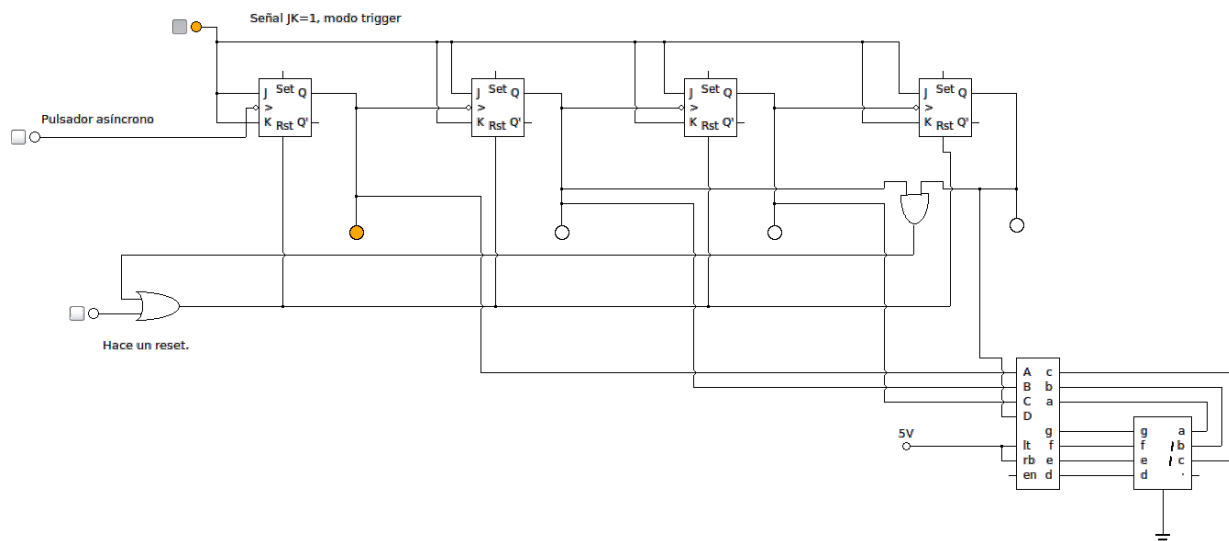 Señal JK=1, modo trigger
J Set Q
>
K Rst Q'
J Set Q
>
K Rst Q'
J Set Q
>
K Rst Q'
J Set Q
>
K Rst Q'
Pulsador asíncrono
Hace un reset.
A c
B b
C a
D
g
lt f
rb e
en d
5V
g a
f b
e c
d .